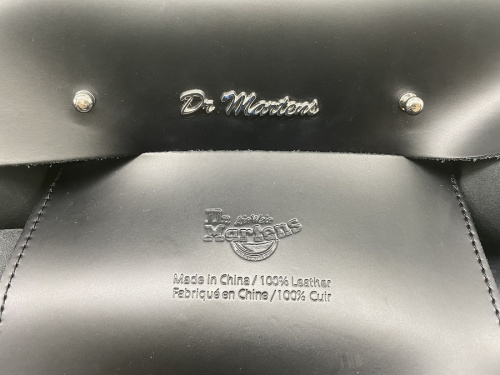 Dr. Martens
Dr.
Martens
Made in China / 100% Leather
Fabriqué en Chine / 100% Cuir